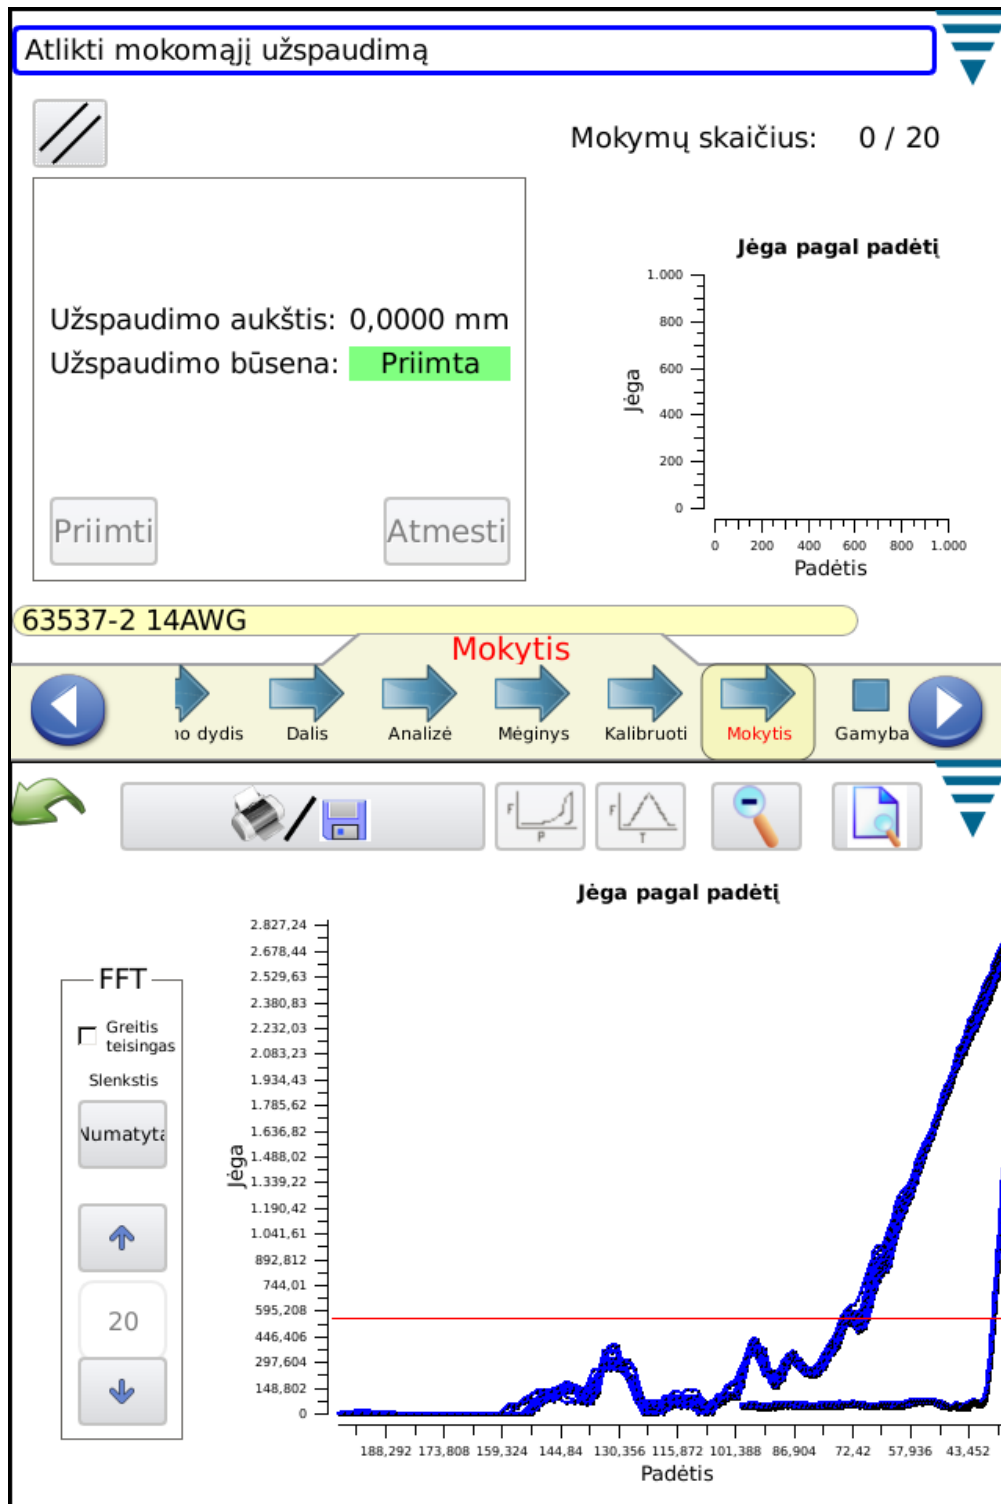 Atlikti mokomąjį užspaudimą
Mokymų skaičius: 0 / 20
Jėga pagal padėtį
1.000
800
600
400
200
0
Jėga
0 200 400 600 800 1.000
Padėtis
Užspaudimo aukštis: 0,0000 mm
Užspaudimo būsena: Priimta
Priimti Atmesti
63537-2 14AWG
Mokytis
no dydis Dalis Analizė Mėginys Kalibruoti Mokytis Gamyba
F P F T
Jėga pagal padėtį
FFT
Greitis
teisingas
Slenkstis
Numatyta
20
2.827,24
2.678,44
2.529,63
2.380,83
2.232,03
2.083,23
1.934,43
1.785,62
1.636,82
1.488,02
1.339,22
1.190,42
1.041,61
892,812
744,01
595,208
446,406
297,604
148,802
0
Jėga
188,292 173,808 159,324 144,84 130,356 115,872 101,388 86,904 72,42 57,936 43,452
Padėtis